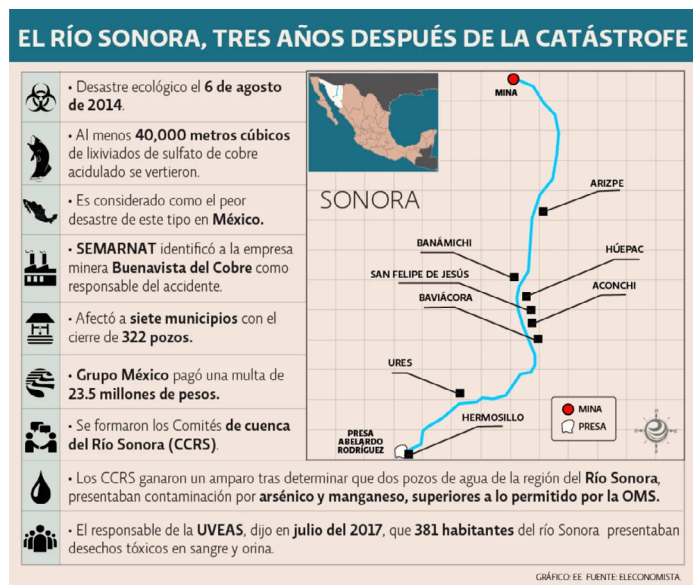 EL RÍO SONORA, TRES AÑOS DESPUÉS DE LA CATÁSTROFE
• Desastre ecológico el 6 de agosto
de 2014.
• Al menos 40,000 metros cúbicos
de lixiviados de sulfato de cobre
acidulado se vertieron.
• Es considerado como el peor
desastre de este tipo en México.
• SEMARNAT identificó a la empresa
minera Buenavista del Cobre como
responsable del accidente.
• Afectó a siete municipios con el
cierre de 322 pozos.
• Grupo México pagó una multa de
23.5 millones de pesos.
• Se formaron los Comités de cuenca
del Río Sonora (CCRS).
SONORA
MINA
ARIZPE
BANÁMICHI
HÚEPAC
SAN FELIPE DE JESÚS
ACONCHI
BAVIÁCORA
URES
HERMOSILLO
PRESA
ABELARDO
RODRÍGUEZ
MINA
PRESA
• Los CCRS ganaron un amparo tras determinar que dos pozos de agua de la región del Río Sonora,
presentaban contaminación por arsénico y manganeso, superiores a lo permitido por la OMS.
• El responsable de la UVEAS, dijo en julio del 2017, que 381 habitantes del río Sonora presentaban
desechos tóxicos en sangre y orina.
GRÁFICO: EE FUENTE: ELECONOMISTA,